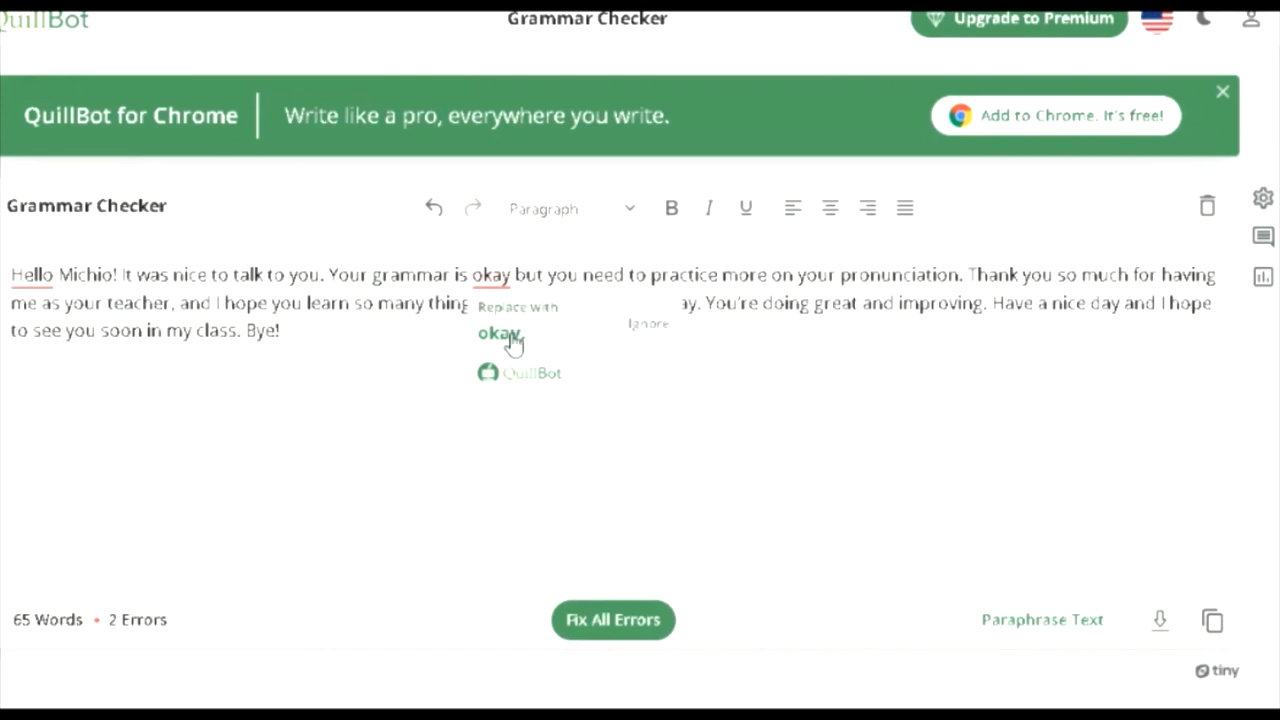 QuillBot
Grammar Checker
Upgrade to Premium
QuillBot for Chrome
Write like a pro, everywhere you write.
Add to Chrome. It's free!
Grammar Checker
Paragraph
B I U
Hello Michio! It was nice to talk to you. Your grammar is okay but you need to practice more on your pronunciation. Thank you so much for having
me as your teacher, and I hope you learn so many thing ay. You're doing great and improving. Have a nice day and I hope
to see you soon in my class. Bye!
Replace with
okay,
Ignore
QuillBot
65 Words • 2 Errors
Fix All Errors
Paraphrase Text
tiny